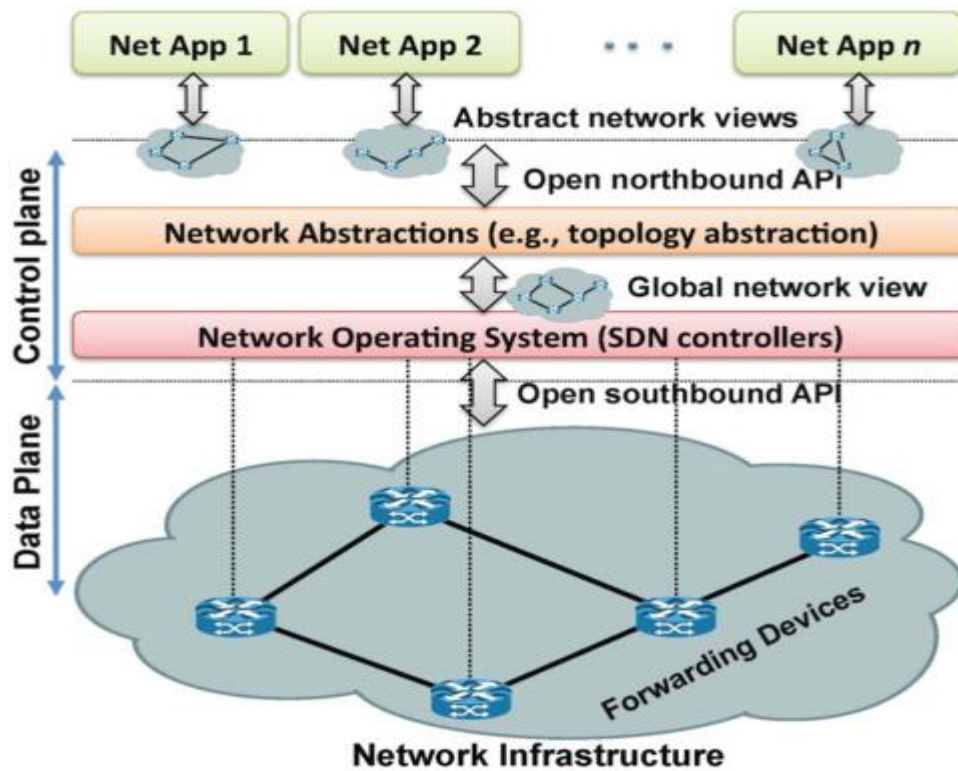 Net App 1
Net App 2
Net App n
Abstract network views
Open northbound API
Network Abstractions (e.g., topology abstraction)
Global network view
Network Operating System (SDN controllers)
Open southbound API
Control plane
Data Plane
Forwarding Devices
Network Infrastructure